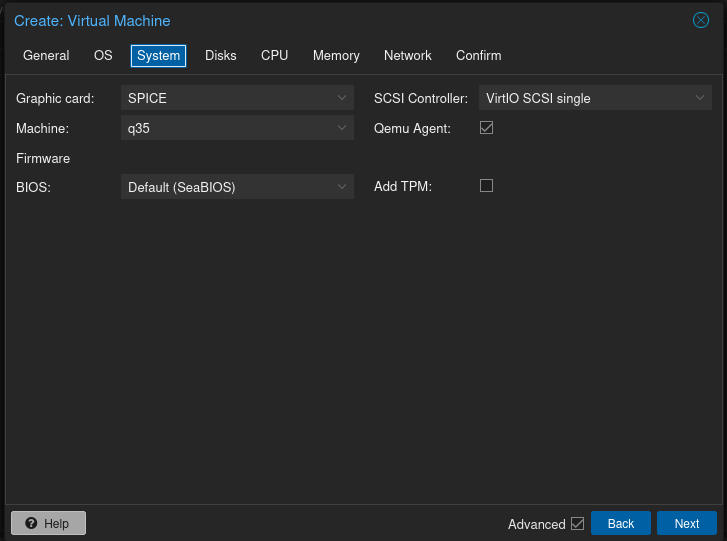 Create: Virtual Machine
General OS System Disks CPU Memory Network Confirm
Graphic card: SPICE SCSI Controller: VirtIO SCSI single
Machine: q35 Qemu Agent:
Firmware
BIOS: Default (SeaBIOS) Add TPM:
Help Advanced Back Next